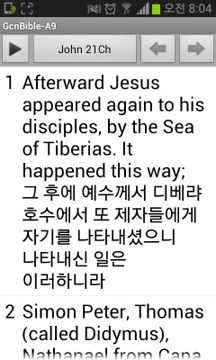 오전 8:04
GcnBible-A9
John 21Ch
1 Afterward Jesus
appeared again to his
disciples, by the Sea
of Tiberias. It
happened this way;
그 후에 예수께서 디베랴
호수에서 또 제자들에게
자기를 나타내셨으니
나타내신 일은
이러하니라
2 Simon Peter, Thomas
(called Didymus),
Nathanael from Cana